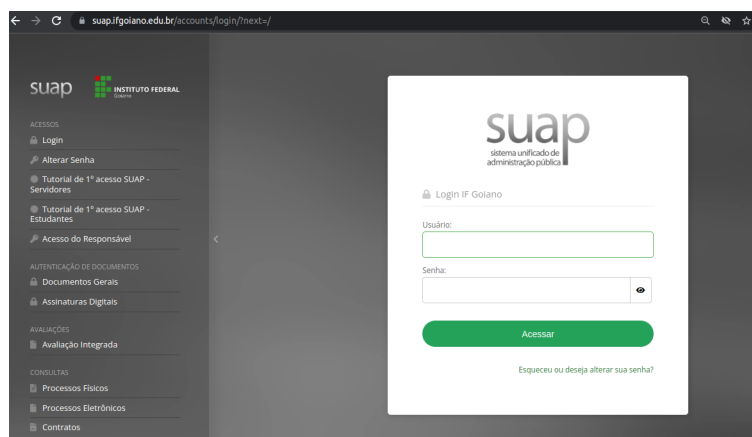 suap.ifgoiano.edu.br/accounts/login/?next=/
suap
INSTITUTO FEDERAL
Goiano
ACESSOS
Login
Alterar Senha
Tutorial de 1º acesso SUAP -
Servidores
Tutorial de 1º acesso SUAP -
Estudantes
Acesso do Responsável
AUTENTICAÇÃO DE DOCUMENTOS
Documentos Gerais
Assinaturas Digitais
AVALIAÇÕES
Avaliação Integrada
CONSULTAS
Processos Físicos
Processos Eletrônicos
Contratos
suap
sistema unificado de
administração pública
Login IF Goiano
Usuário:
Senha:
Acessar
Esqueceu ou deseja alterar sua senha?